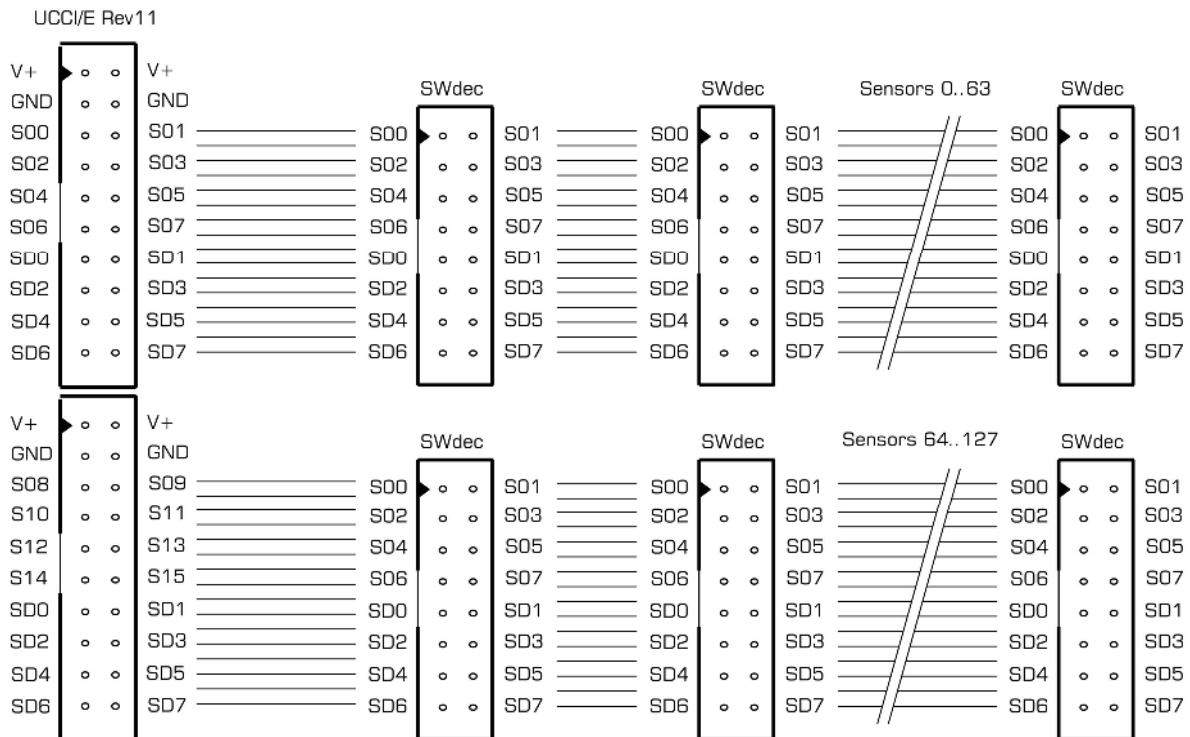 UCCI/E Rev11
V+ V+
GND GND
SWdec SWdec Sensors 0..63 SWdec
S00 S01 S00 S01 S00 S01 S00 S01
S02 S03 S02 S03 S02 S03 S02 S03
S04 S05 S04 S05 S04 S05 S04 S05
S06 S07 S06 S07 S06 S07 S06 S07
SD0 SD1 SD0 SD1 SD0 SD1 SD0 SD1
SD2 SD3 SD2 SD3 SD2 SD3 SD2 SD3
SD4 SD5 SD4 SD5 SD4 SD5 SD4 SD5
SD6 SD7 SD6 SD7 SD6 SD7 SD6 SD7
V+ V+
SWdec SWdec Sensors 64..127 SWdec
GND GND
S08 S09 S00 S01 S00 S01 S00 S01
S10 S11 S02 S03 S02 S03 S02 S03
S12 S13 S04 S05 S04 S05 S04 S05
S14 S15 S06 S07 S06 S07 S06 S07
SD0 SD1 SD0 SD1 SD0 SD1 SD0 SD1
SD2 SD3 SD2 SD3 SD2 SD3 SD2 SD3
SD4 SD5 SD4 SD5 SD4 SD5 SD4 SD5
SD6 SD7 SD6 SD7 SD6 SD7 SD6 SD7